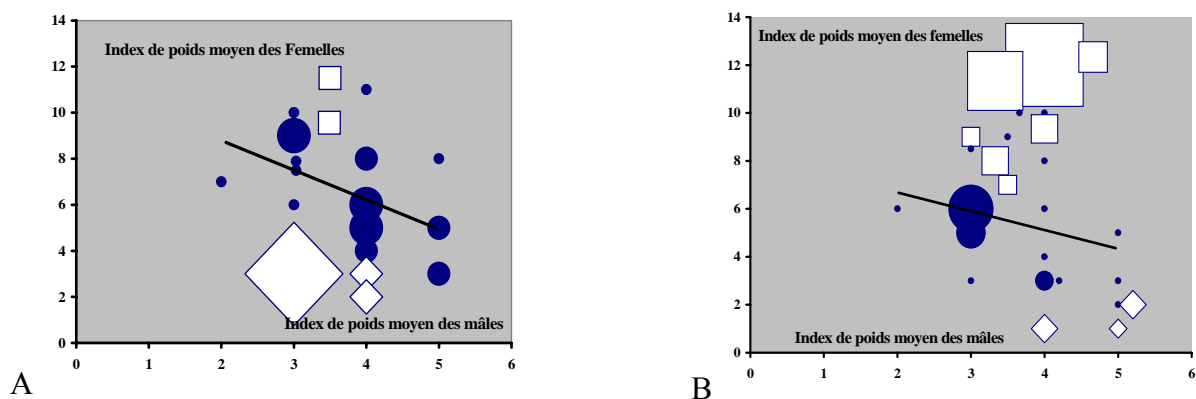 14
12
10
8
6
4
2
0
Index de poids moyen des Femelles
Index de poids moyen des mâles
0 1 2 3 4 5 6
A
14
12
10
8
6
4
2
0
Index de poids moyen des femelles
Index de poids moyen des mâles
0 1 2 3 4 5 6
B